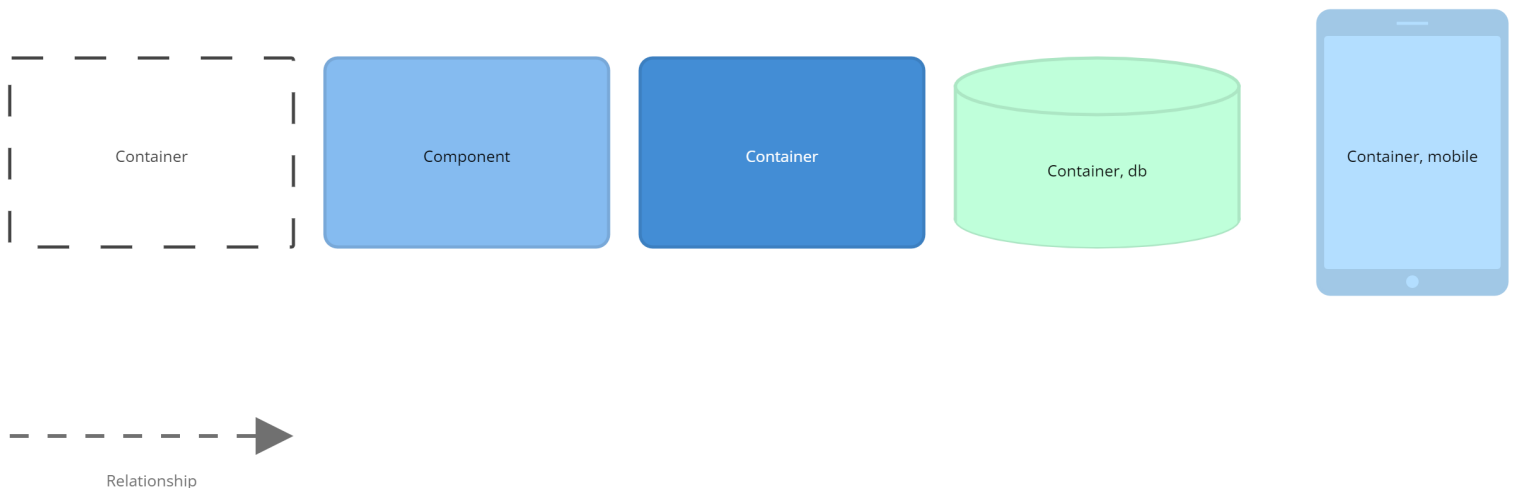 Container
Component
Container
Container, db
Container, mobile
Relationship